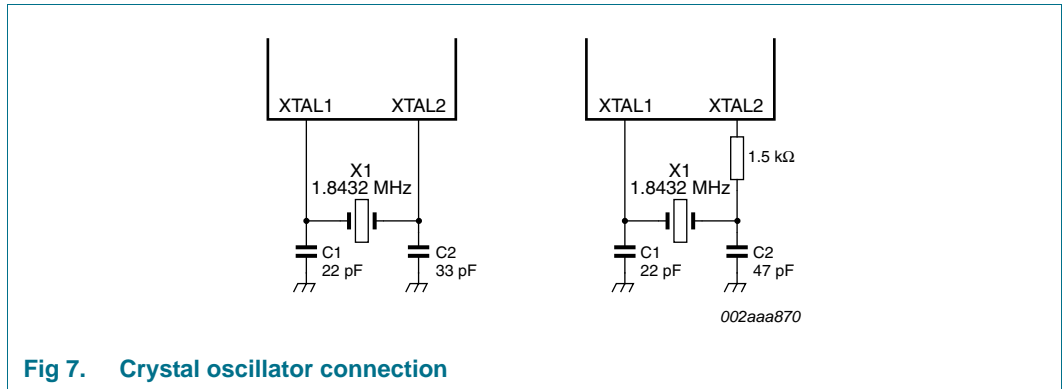 XTAL1 XTAL2
X1
1.8432 MHz
C1
22 pF
C2
33 pF
XTAL1 XTAL2
1.5 kΩ
X1
1.8432 MHz
C1
22 pF
C2
47 pF
002aaa870
Fig 7. Crystal oscillator connection